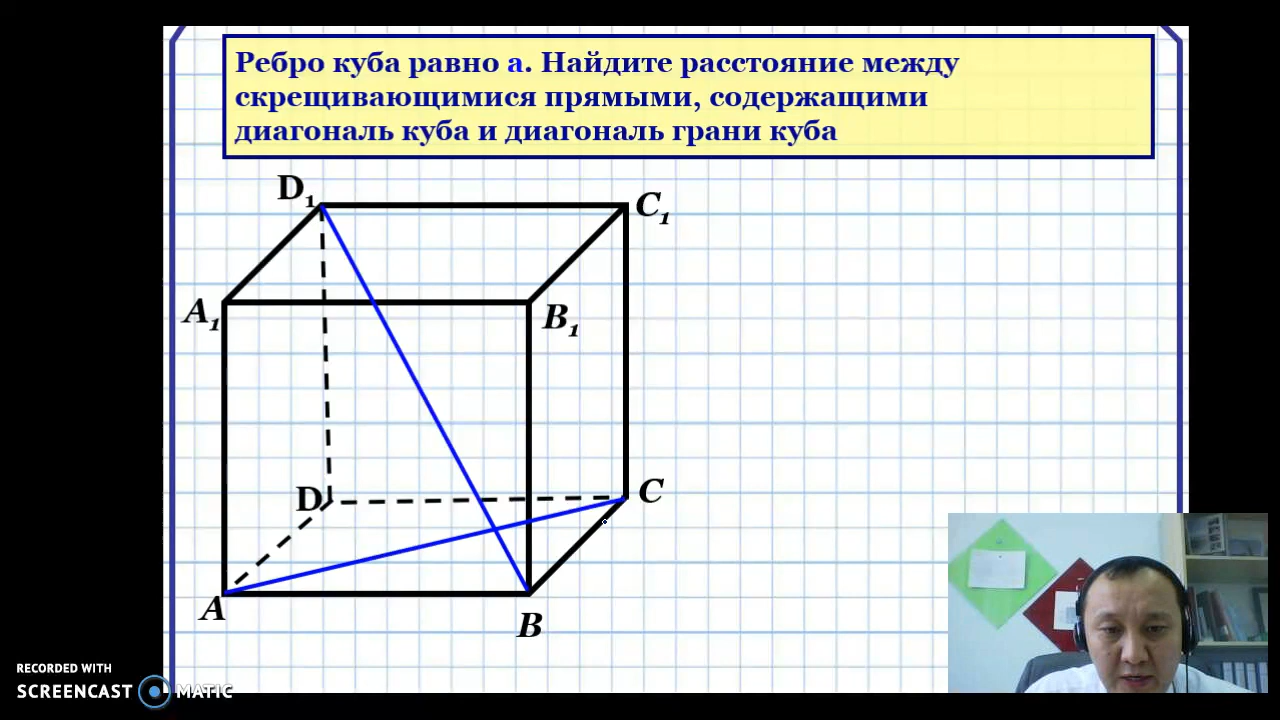 Ребро куба равно а. Найдите расстояние между
скрещивающимися прямыми, содержащими
диагональ куба и диагональ грани куба
D₁
C₁
A₁
B₁
D
C
A
B
RECORDED WITH
SCREENCAST MATIC